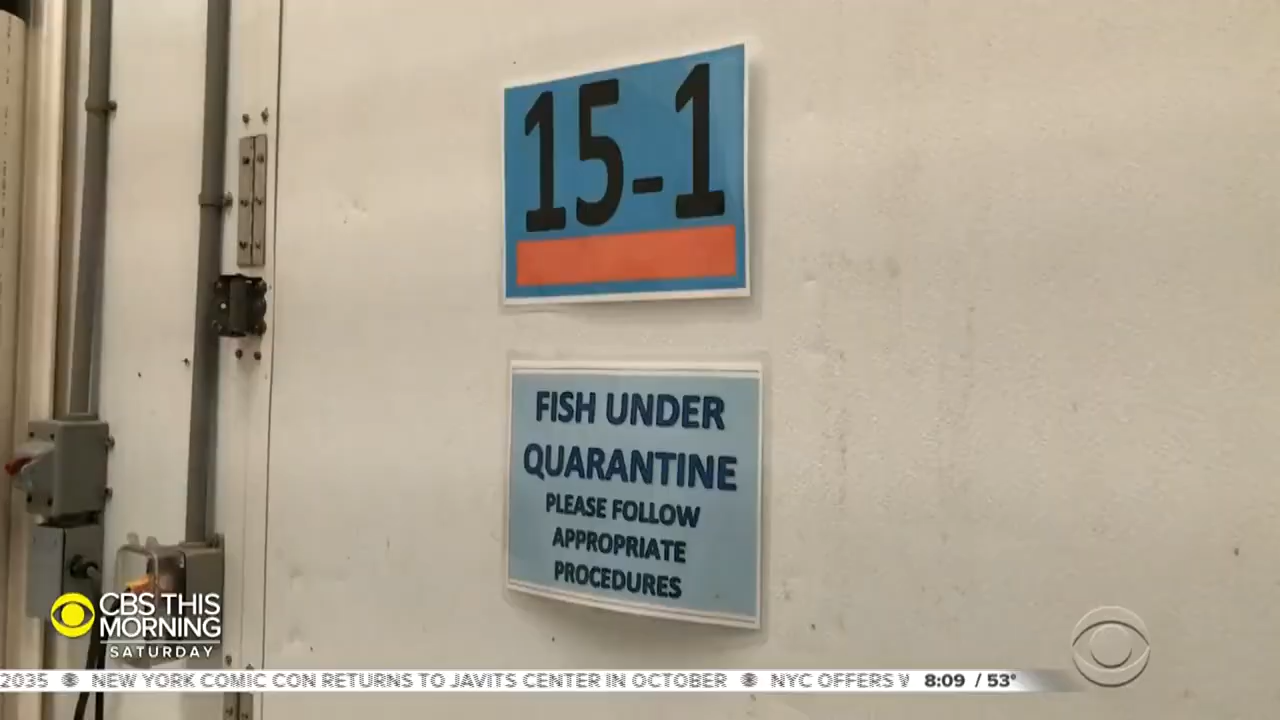 15-1
FISH UNDER
QUARANTINE
PLEASE FOLLOW
APPROPRIATE
PROCEDURES
CBS THIS
MORNING
SATURDAY
2035 NEW YORK COMIC CON RETURNS TO JAVITS CENTER IN OCTOBER NYC OFFERS 8:09 / 53°